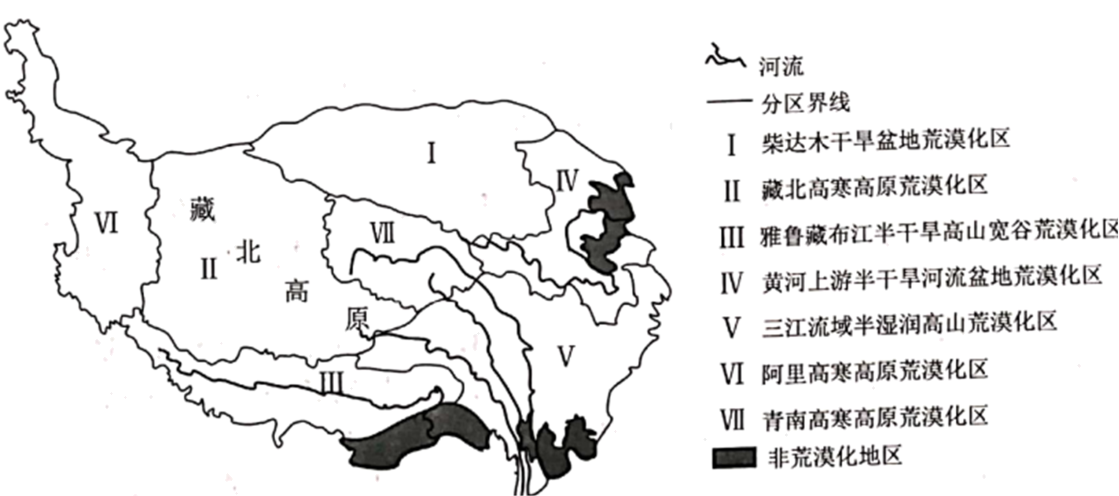 Ⅰ
Ⅳ
藏
Ⅵ
Ⅶ
北
Ⅱ
高
原
Ⅴ
Ⅲ
河流
分区界线
Ⅰ 柴达木干旱盆地荒漠化区
Ⅱ 藏北高寒高原荒漠化区
Ⅲ 雅鲁藏布江半干旱高山宽谷荒漠化区
Ⅳ 黄河上游半干旱河流盆地荒漠化区
Ⅴ 三江流域半湿润高山荒漠化区
Ⅵ 阿里高寒高原荒漠化区
Ⅶ 青南高寒高原荒漠化区
非荒漠化地区